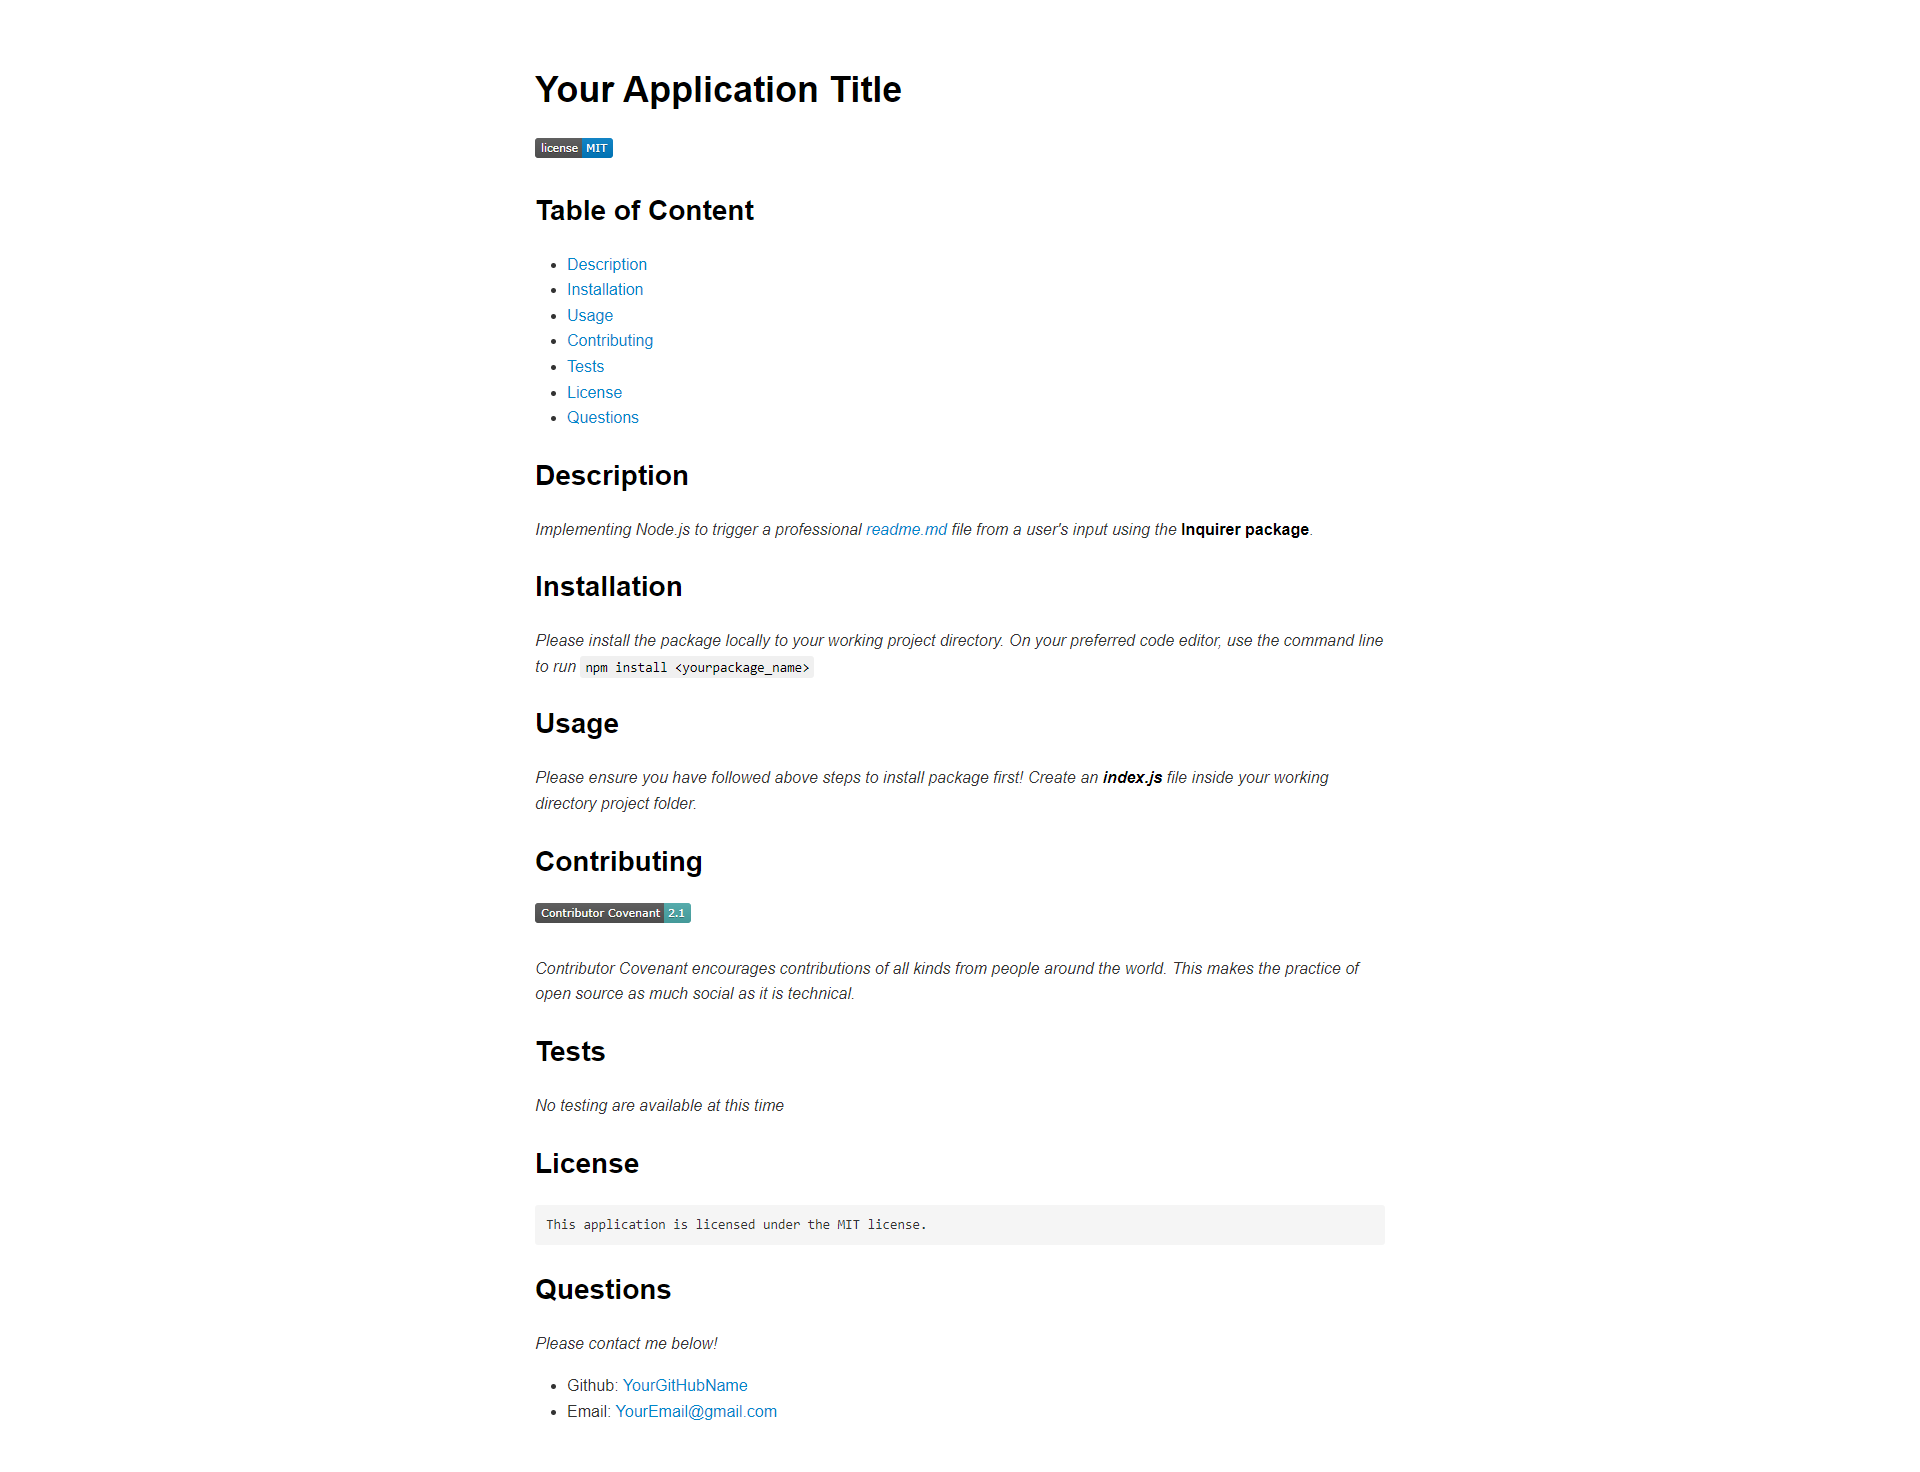 Your Application Title
license MIT
Table of Content
Description
Installation
Usage
Contributing
Tests
License
Questions
Description
Implementing Node.js to trigger a professional readme.md file from a user's input using the Inquirer package.
Installation
Please install the package locally to your working project directory. On your preferred code editor, use the command line
to run npm install <yourpackage_name>
Usage
Please ensure you have followed above steps to install package first! Create an index.js file inside your working
directory project folder.
Contributing
Contributor Covenant 2.1
Contributor Covenant encourages contributions of all kinds from people around the world. This makes the practice of
open source as much social as it is technical.
Tests
No testing are available at this time
License
This application is licensed under the MIT license.
Questions
Please contact me below!
Github: YourGitHubName
Email: YourEmail@gmail.com